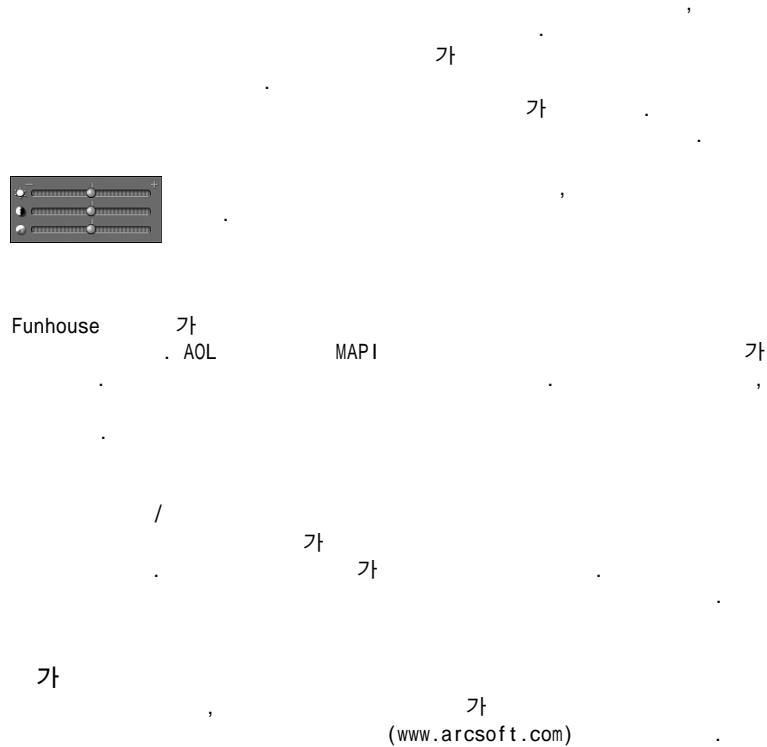 ,
.
가
.
가 .
.
,
.
Funhouse 가
. AOL MAPI 가
. . ,
.
/
가
. 가 .
.
가
, 가
(www.arcsoft.com) .